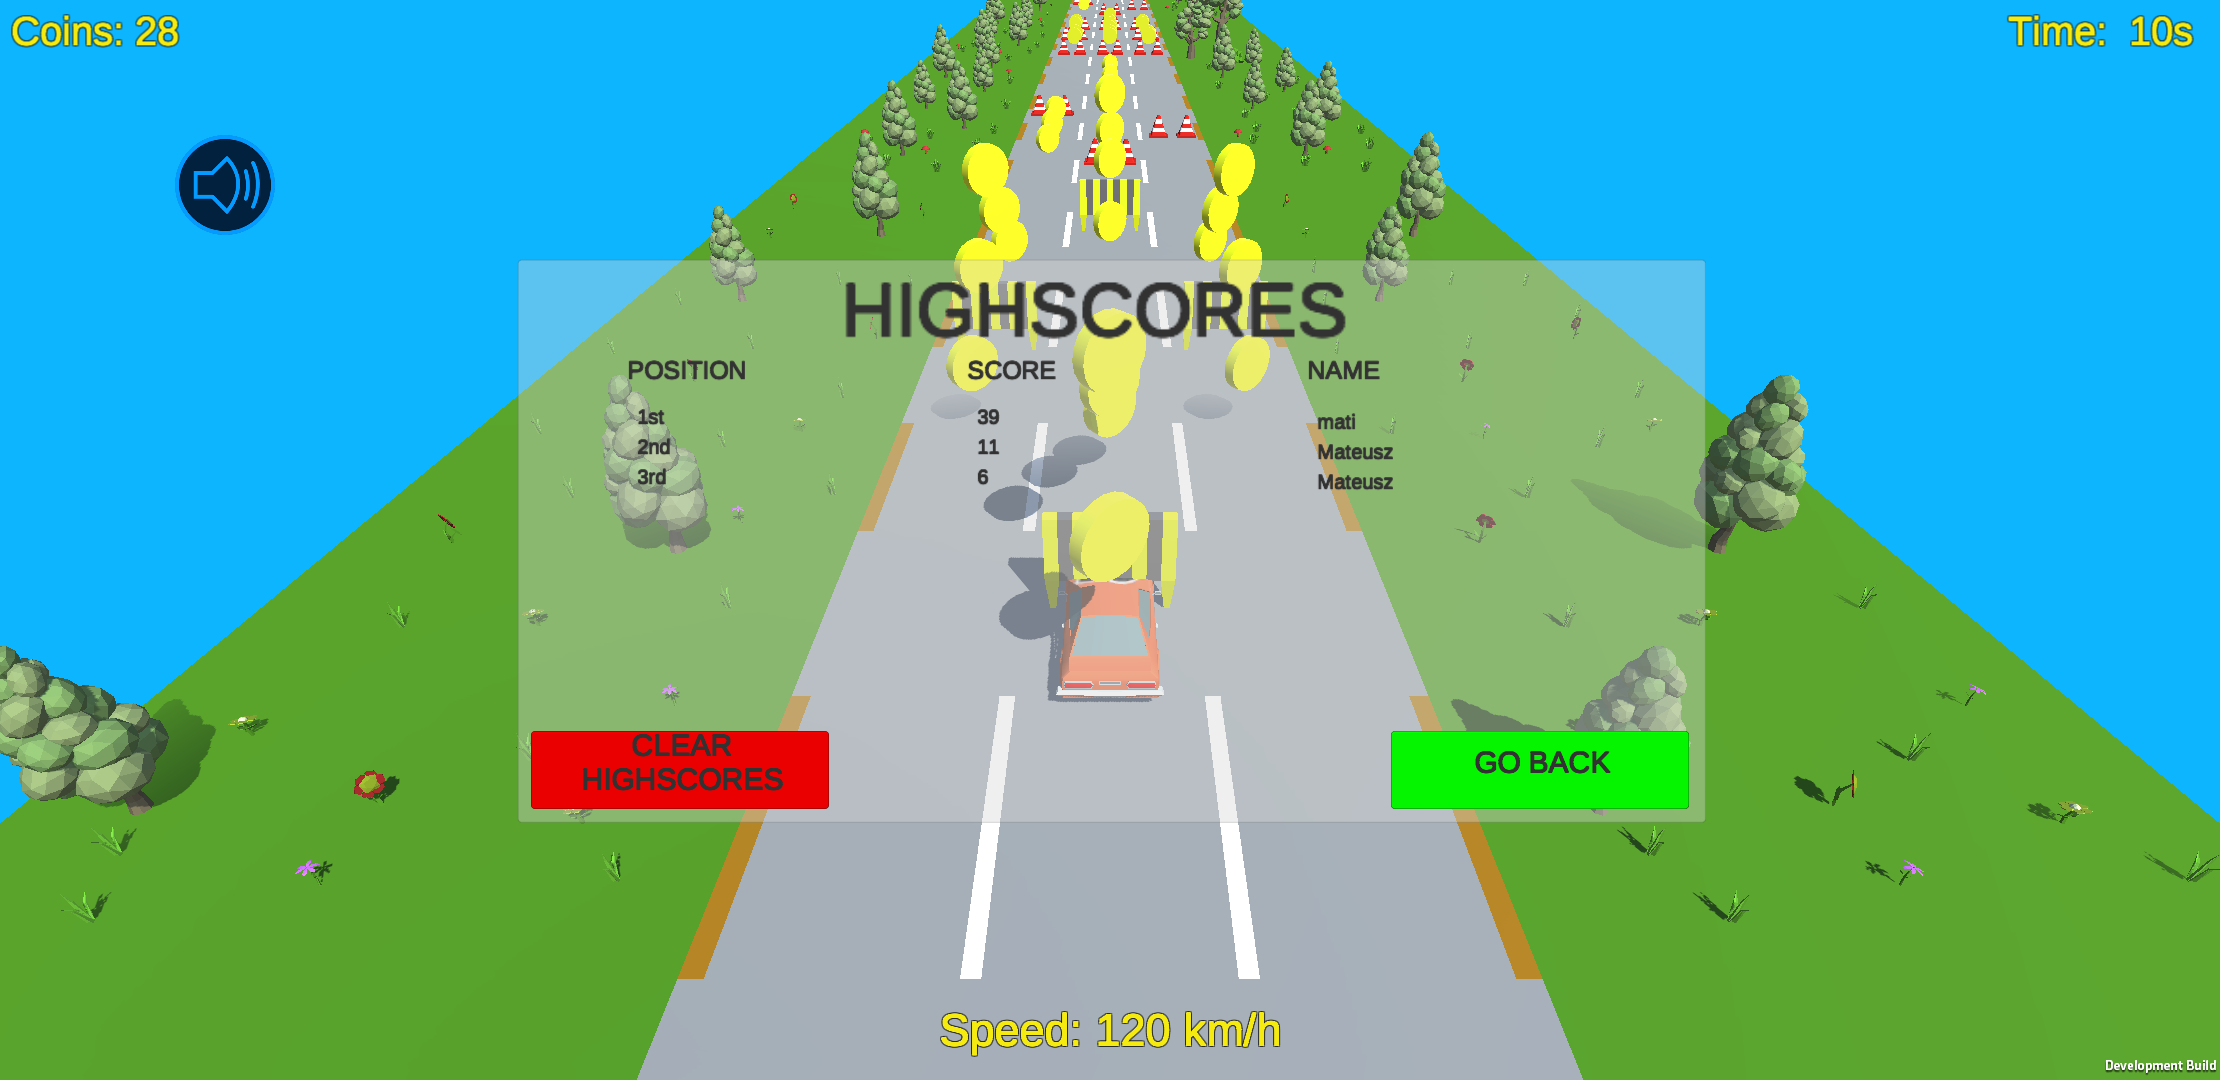 Coins: 28
Time: 10s
HIGHSCORES
POSITION SCORE NAME
1st 39 mati
2nd 11 Mateusz
3rd 6 Mateusz
CLEAR
HIGHSCORES
GO BACK
Speed: 120 km/h
Development Build